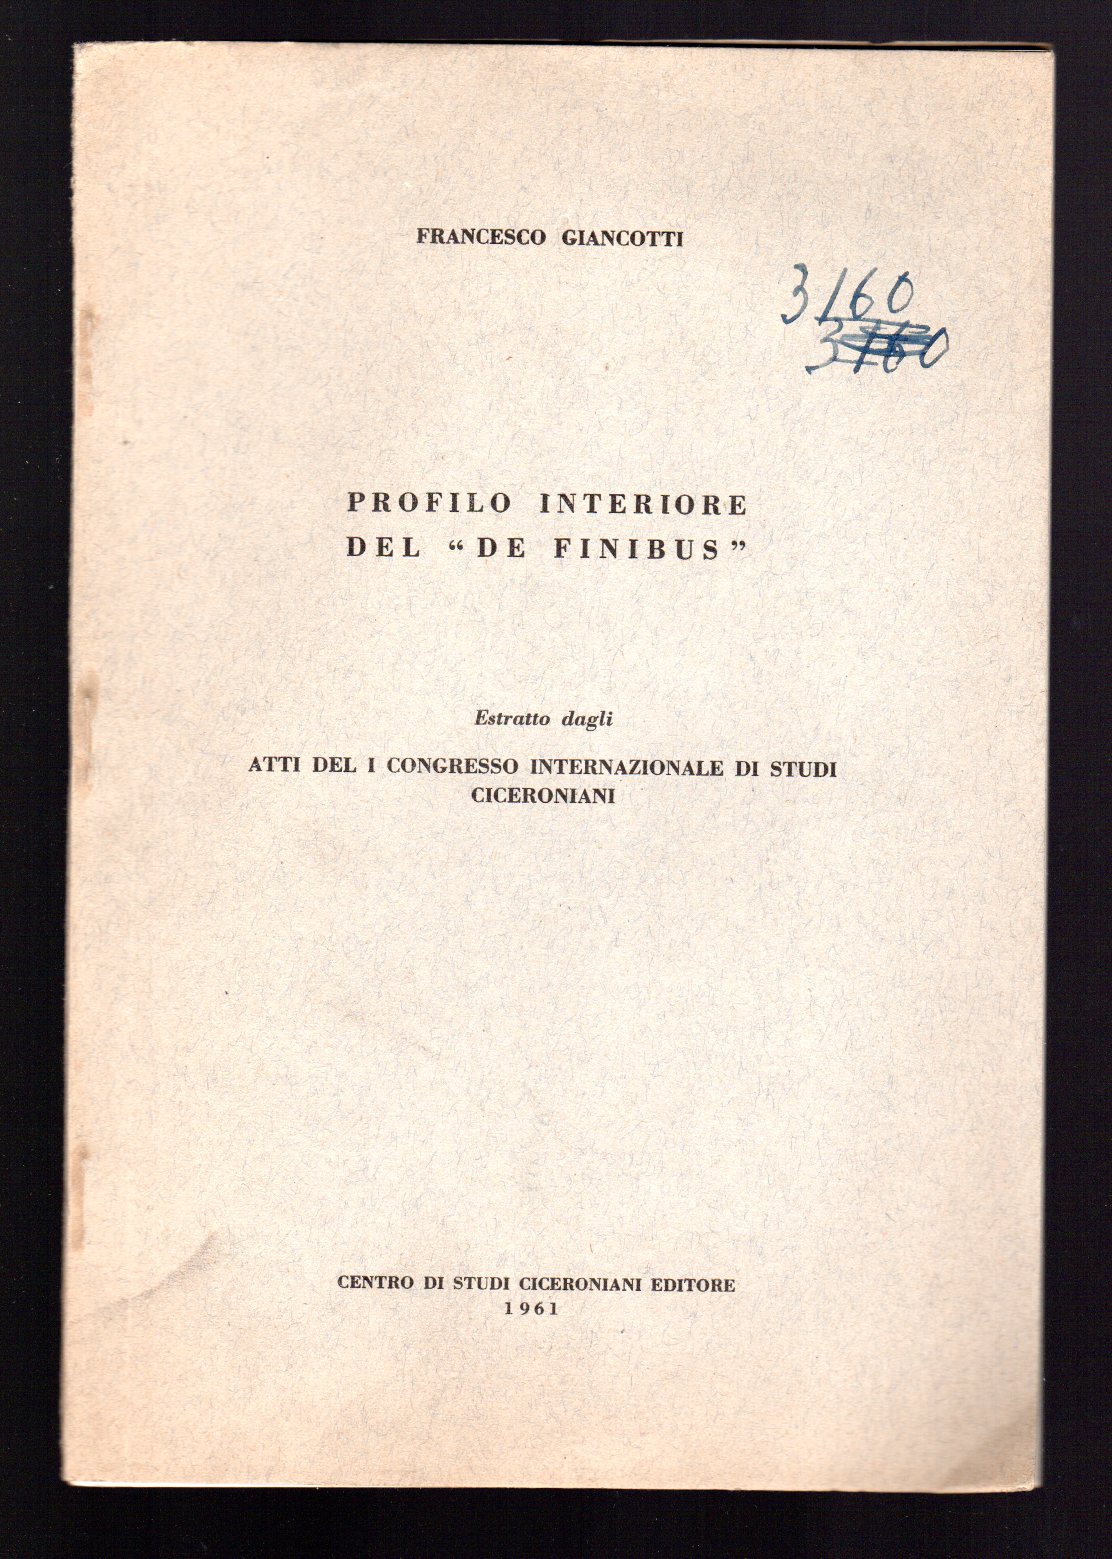 FRANCESCO GIANCOTTI
3160
3160
PROFILO INTERIORE
DEL “DE FINIBUS”
Estratto dagli
ATTI DEL I CONGRESSO INTERNAZIONALE DI STUDI
CICERONIANI
CENTRO DI STUDI CICERONIANI EDITORE
1961